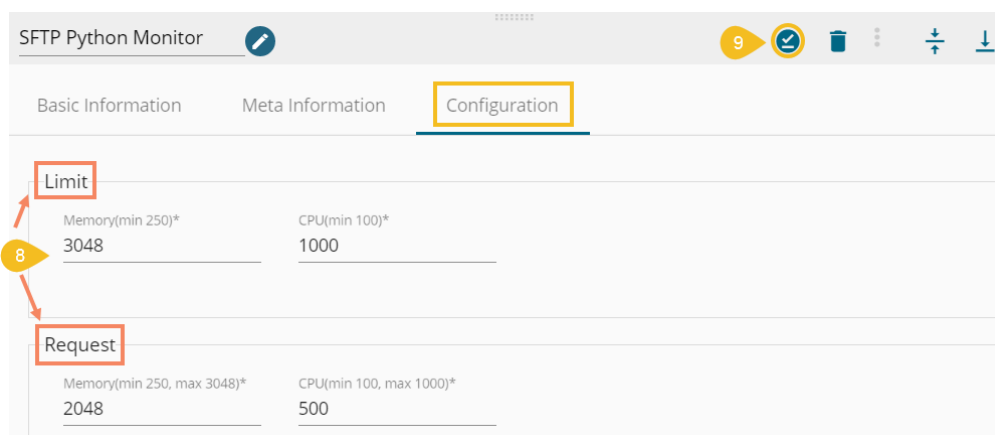 SFTP Python Monitor
9
Basic Information Meta Information Configuration
Limit
Memory(min 250)* CPU(min 100)*
3048 1000
8
Request
Memory(min 250, max 3048)* CPU(min 100, max 1000)*
2048 500